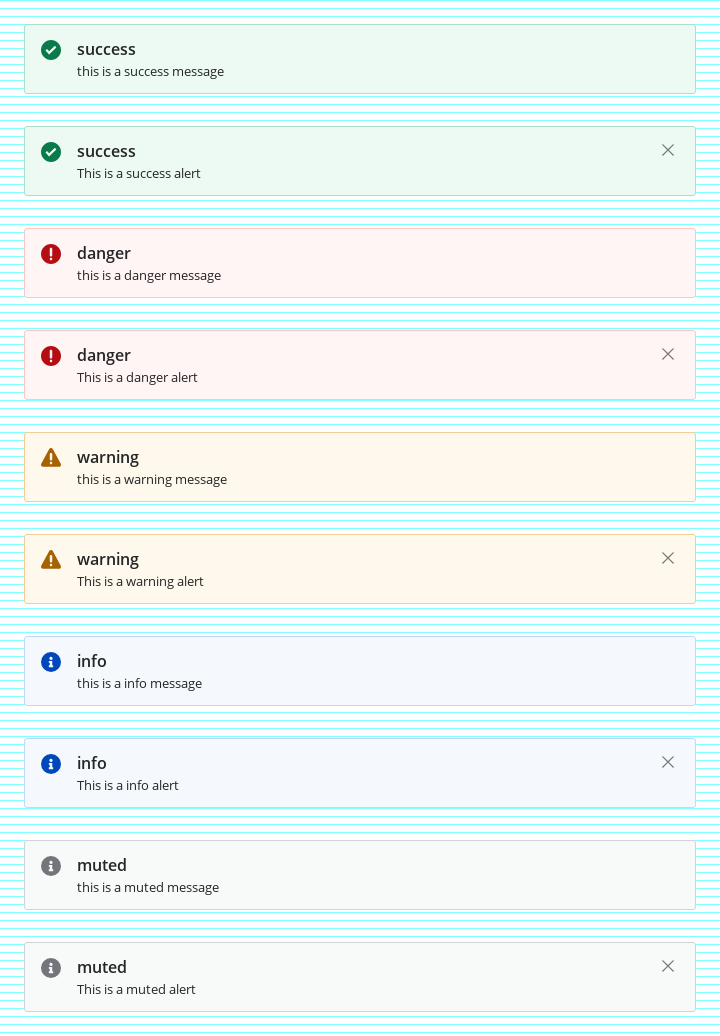 success
this is a success message
success
This is a success alert
danger
this is a danger message
danger
This is a danger alert
warning
this is a warning message
warning
This is a warning alert
info
this is a info message
info
This is a info alert
muted
this is a muted message
muted
This is a muted alert